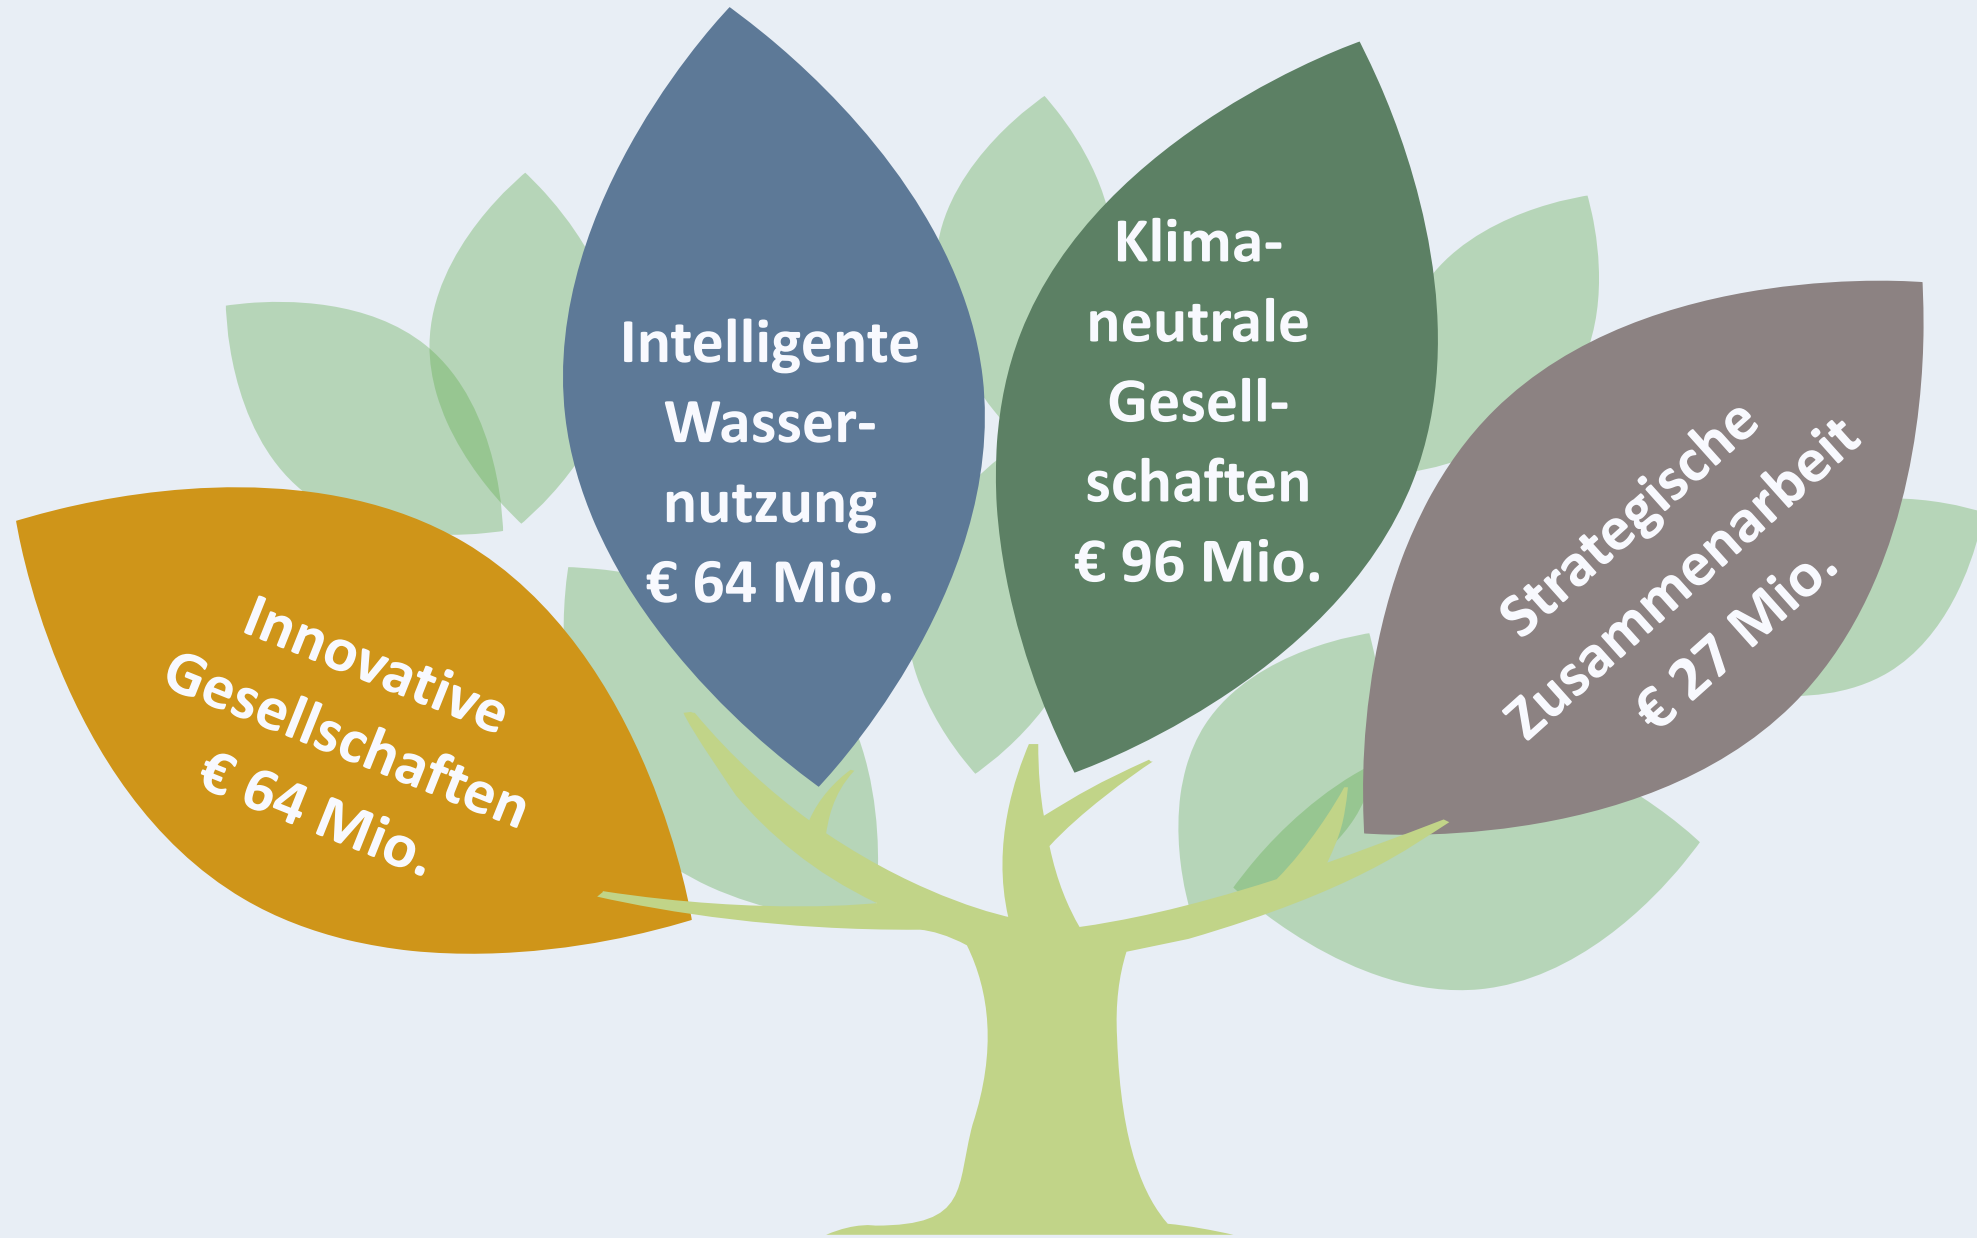 Innovative
Gesellschaften
€ 64 Mio.
Intelligente
Wasser-
nutzung
€ 64 Mio.
Klima-
neutrale
Gesell-
schaften
€ 96 Mio.
Strategische
Zusammenarbeit
€ 27 Mio.